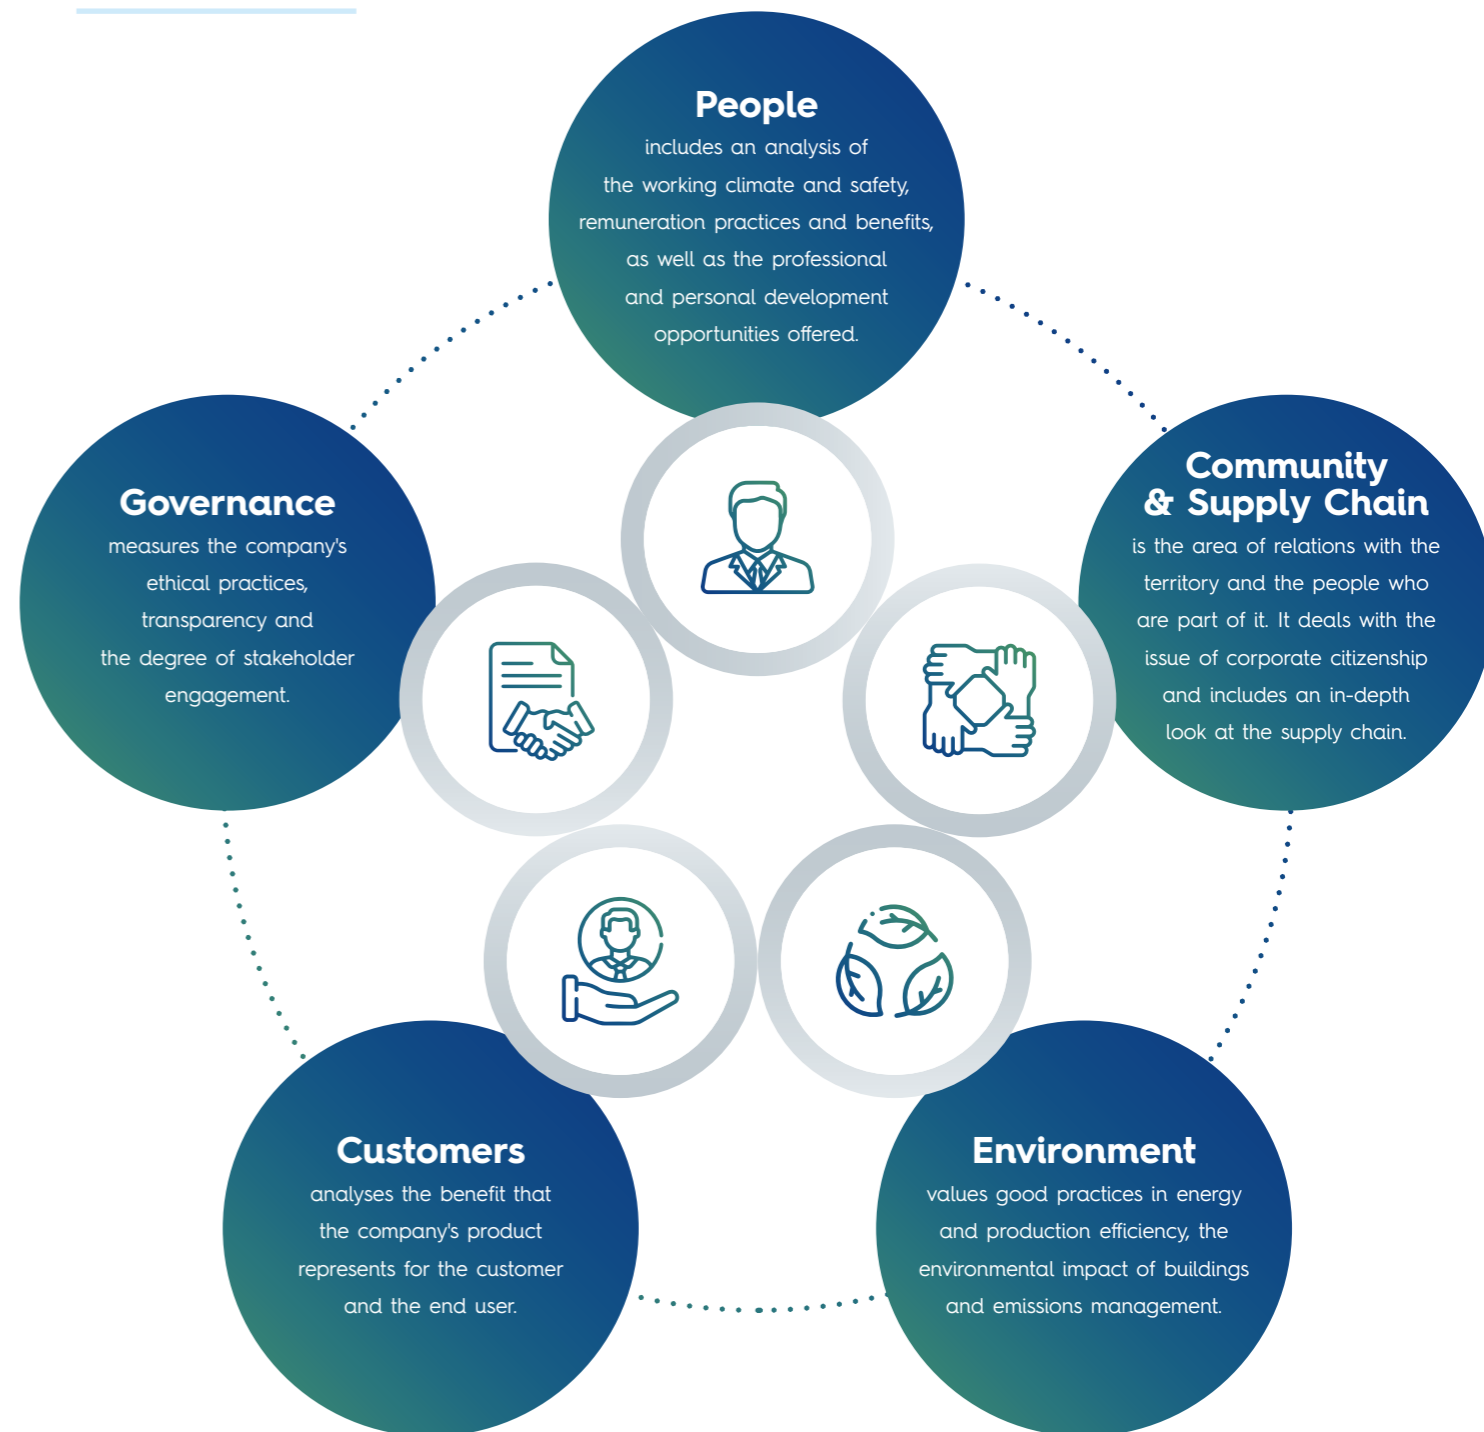 People
includes an analysis of
the working climate and safety,
remuneration practices and benefits,
as well as the professional
and personal development
opportunities offered.
Community
& Supply Chain
is the area of relations with the
territory and the people who
are part of it. It deals with the
issue of corporate citizenship
and includes an in-depth
look at the supply chain.
Governance
measures the company's
ethical practices,
transparency and
the degree of stakeholder
engagement.
Customers
analyses the benefit that
the company's product
represents for the customer
and the end user.
Environment
values good practices in energy
and production efficiency, the
environmental impact of buildings
and emissions management.